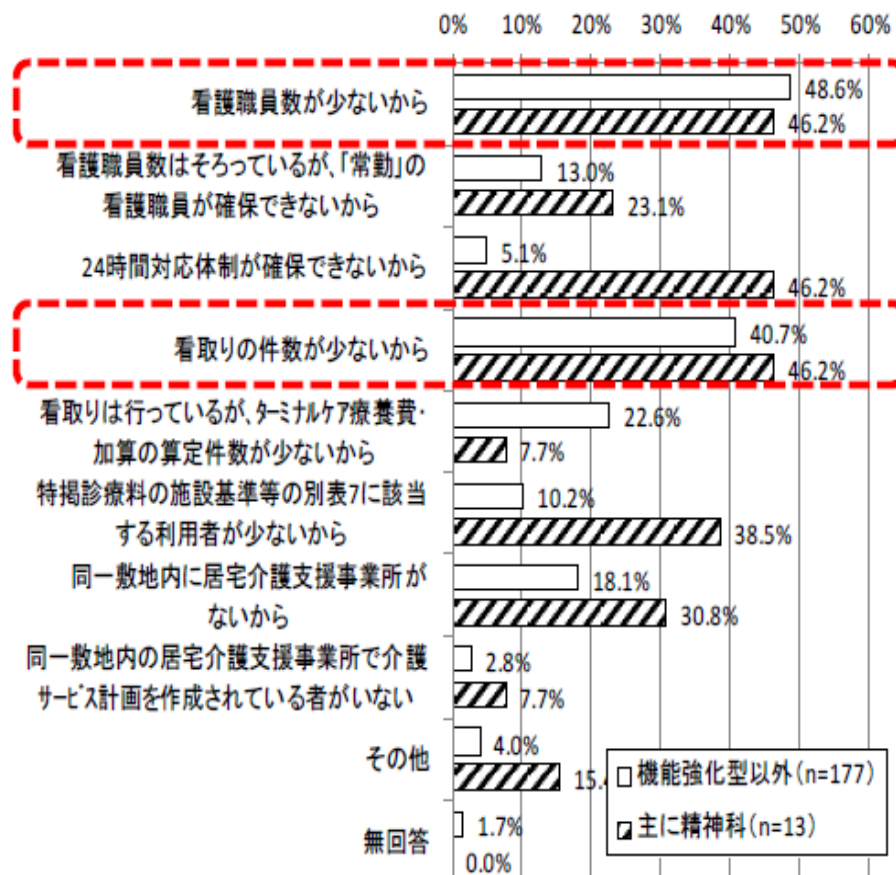 0% 10% 20% 30% 40% 50% 60%
看護職員数が少ないから
48.6%
46.2%
看護職員数はそろっているが、「常勤」の
看護職員が確保できないから
13.0%
23.1%
24時間対応体制が確保できないから
5.1%
46.2%
看取りの件数が少ないから
40.7%
46.2%
看取りは行っているが、ターミナルケア療養費・
加算の算定件数が少ないから
22.6%
7.7%
特掲診療料の施設基準等の別表7に該当
する利用者が少ないから
10.2%
38.5%
同一敷地内に居宅介護支援事業所が
ないから
18.1%
30.8%
同一敷地内の居宅介護支援事業所で介護
サービス計画を作成されている者がいない
2.8%
7.7%
その他
4.0%
無回答
1.7%
0.0%
機能強化型以外(n=177)
主に精神科(n=13)